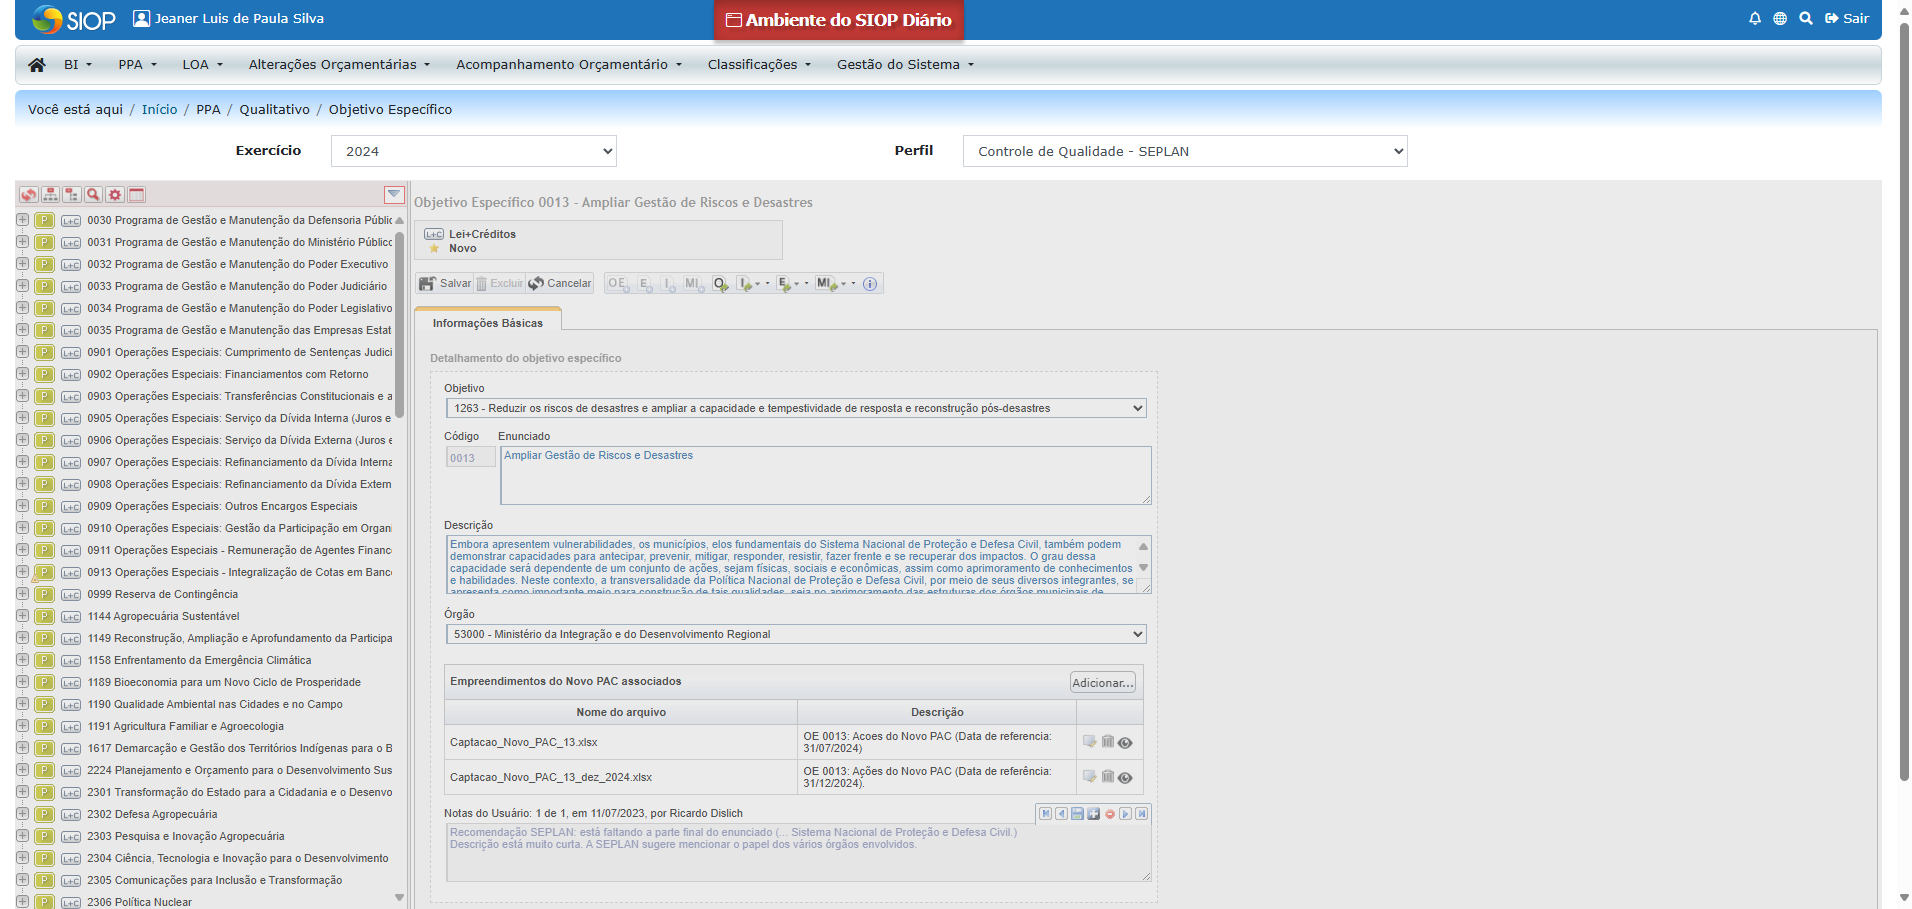 SIOP Jeaner Luis de Paula Silva
Ambiente do SIOP Diário
Sair
BI PPA LOA Alterações Orçamentárias Acompanhamento Orçamentário Classificações Gestão do Sistema
Você está aqui / Início / PPA / Qualitativo / Objetivo Específico
Exercício 2024 Perfil Controle de Qualidade - SEPLAN
P L+C 0030 Programa de Gestão e Manutenção da Defensoria Públic
P L+C 0031 Programa de Gestão e Manutenção do Ministério Público
P L+C 0032 Programa de Gestão e Manutenção do Poder Executivo
P L+C 0033 Programa de Gestão e Manutenção do Poder Judiciário
P L+C 0034 Programa de Gestão e Manutenção do Poder Legislativo
P L+C 0035 Programa de Gestão e Manutenção das Empresas Estat
P L+C 0901 Operações Especiais: Cumprimento de Sentenças Judici
P L+C 0902 Operações Especiais: Financiamentos com Retorno
P L+C 0903 Operações Especiais: Transferências Constitucionais e a
P L+C 0905 Operações Especiais: Serviço da Dívida Interna (Juros e
P L+C 0906 Operações Especiais: Serviço da Dívida Externa (Juros e
P L+C 0907 Operações Especiais: Refinanciamento da Dívida Interna
P L+C 0908 Operações Especiais: Refinanciamento da Dívida Extern
P L+C 0909 Operações Especiais: Outros Encargos Especiais
P L+C 0910 Operações Especiais: Gestão da Participação em Organi
P L+C 0911 Operações Especiais - Remuneração de Agentes Financ
P L+C 0913 Operações Especiais - Integralização de Cotas em Banc
P L+C 0999 Reserva de Contingência
P L+C 1144 Agropecuária Sustentável
P L+C 1149 Reconstrução, Ampliação e Aprofundamento da Participa
P L+C 1158 Enfrentamento da Emergência Climática
P L+C 1189 Bioeconomia para um Novo Ciclo de Prosperidade
P L+C 1190 Qualidade Ambiental nas Cidades e no Campo
P L+C 1191 Agricultura Familiar e Agroecologia
P L+C 1617 Demarcação e Gestão dos Territórios Indígenas para o B
P L+C 2224 Planejamento e Orçamento para o Desenvolvimento Sus
P L+C 2301 Transformação do Estado para a Cidadania e o Desenvo
P L+C 2302 Defesa Agropecuária
P L+C 2303 Pesquisa e Inovação Agropecuária
P L+C 2304 Ciência, Tecnologia e Inovação para o Desenvolvimento
P L+C 2305 Comunicações para Inclusão e Transformação
P L+C 2306 Política Nuclear
Objetivo Específico 0013 - Ampliar Gestão de Riscos e Desastres
L+C Lei+Créditos
Novo
Salvar Excluir Cancelar OE E I MI O I E MI
Informações Básicas
Detalhamento do objetivo específico
Objetivo
1263 - Reduzir os riscos de desastres e ampliar a capacidade e tempestividade de resposta e reconstrução pós-desastres
Código Enunciado
0013 Ampliar Gestão de Riscos e Desastres
Descrição
Embora apresentem vulnerabilidades, os municípios, elos fundamentais do Sistema Nacional de Proteção e Defesa Civil, também podem
demonstrar capacidades para antecipar, prevenir, mitigar, responder, resistir, fazer frente e se recuperar dos impactos. O grau dessa
capacidade será dependente de um conjunto de ações, sejam físicas, sociais e econômicas, assim como aprimoramento de conhecimentos
e habilidades. Neste contexto, a transversalidade da Política Nacional de Proteção e Defesa Civil, por meio de seus diversos integrantes, se
apresenta como importante meio para construção de tais qualidades, seja no aprimoramento das estruturas dos órgãos municipais de
Órgão
53000 - Ministério da Integração e do Desenvolvimento Regional
Empreendimentos do Novo PAC associados Adicionar...
Nome do arquivo Descrição
Captacao_Novo_PAC_13.xlsx OE 0013: Acoes do Novo PAC (Data de referencia:
31/07/2024)
Captacao_Novo_PAC_13_dez_2024.xlsx OE 0013: Ações do Novo PAC (Data de referência:
31/12/2024).
Notas do Usuário: 1 de 1, em 11/07/2023, por Ricardo Dislich
Recomendação SEPLAN: está faltando a parte final do enunciado (... Sistema Nacional de Proteção e Defesa Civil.)
Descrição está muito curta. A SEPLAN sugere mencionar o papel dos vários órgãos envolvidos.